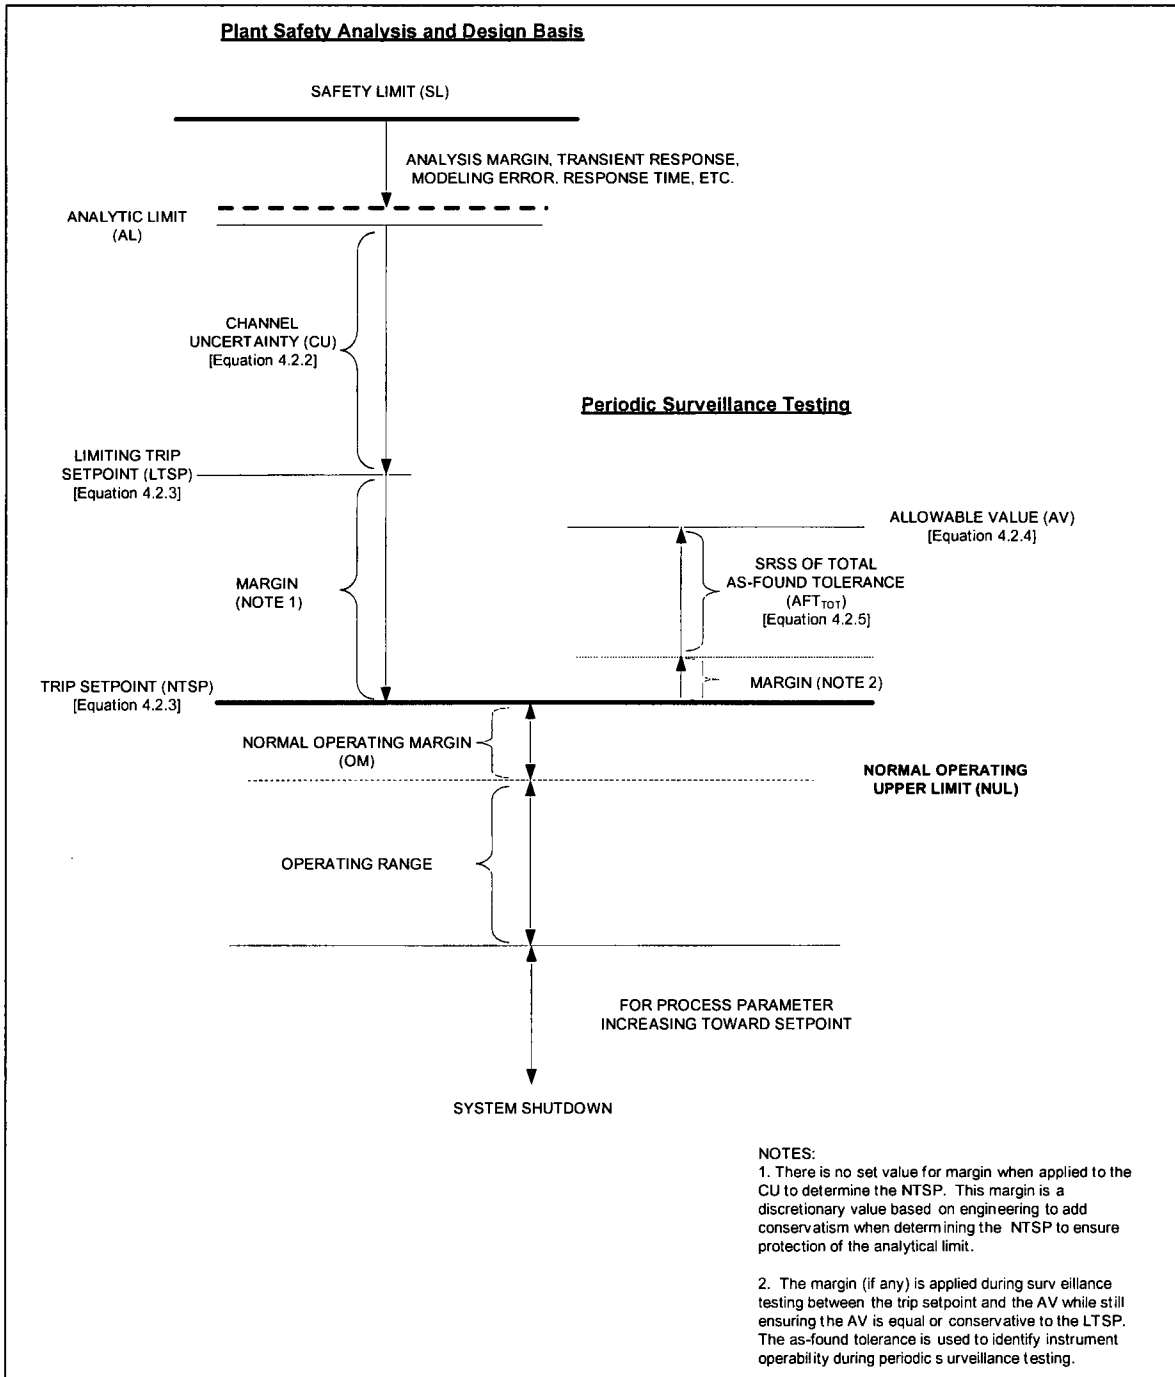 Plant Safety Analysis and Design Basis
SAFETY LIMIT (SL)
ANALYSIS MARGIN, TRANSIENT RESPONSE,
MODELING ERROR, RESPONSE TIME, ETC.
ANALYTIC LIMIT
(AL)
CHANNEL
UNCERTAINTY (CU)
[Equation 4.2.2]
Periodic Surveillance Testing
LIMITING TRIP
SETPOINT (LTSP)
[Equation 4.2.3]
ALLOWABLE VALUE (AV)
[Equation 4.2.4]
SRSS OF TOTAL
AS-FOUND TOLERANCE
(AFTTOT)
[Equation 4.2.5]
MARGIN
(NOTE 1)
TRIP SETPOINT (NTSP)
[Equation 4.2.3]
MARGIN (NOTE 2)
NORMAL OPERATING MARGIN
(OM)
NORMAL OPERATING
UPPER LIMIT (NUL)
OPERATING RANGE
FOR PROCESS PARAMETER
INCREASING TOWARD SETPOINT
SYSTEM SHUTDOWN
NOTES:
1. There is no set value for margin when applied to the
CU to determine the NTSP. This margin is a
discretionary value based on engineering to add
conservatism when determining the NTSP to ensure
protection of the analytical limit.
2. The margin (if any) is applied during surv eillance
testing between the trip setpoint and the AV while still
ensuring the AV is equal or conservative to the LTSP.
The as-found tolerance is used to identify instrument
operability during periodic s urveillance testing.